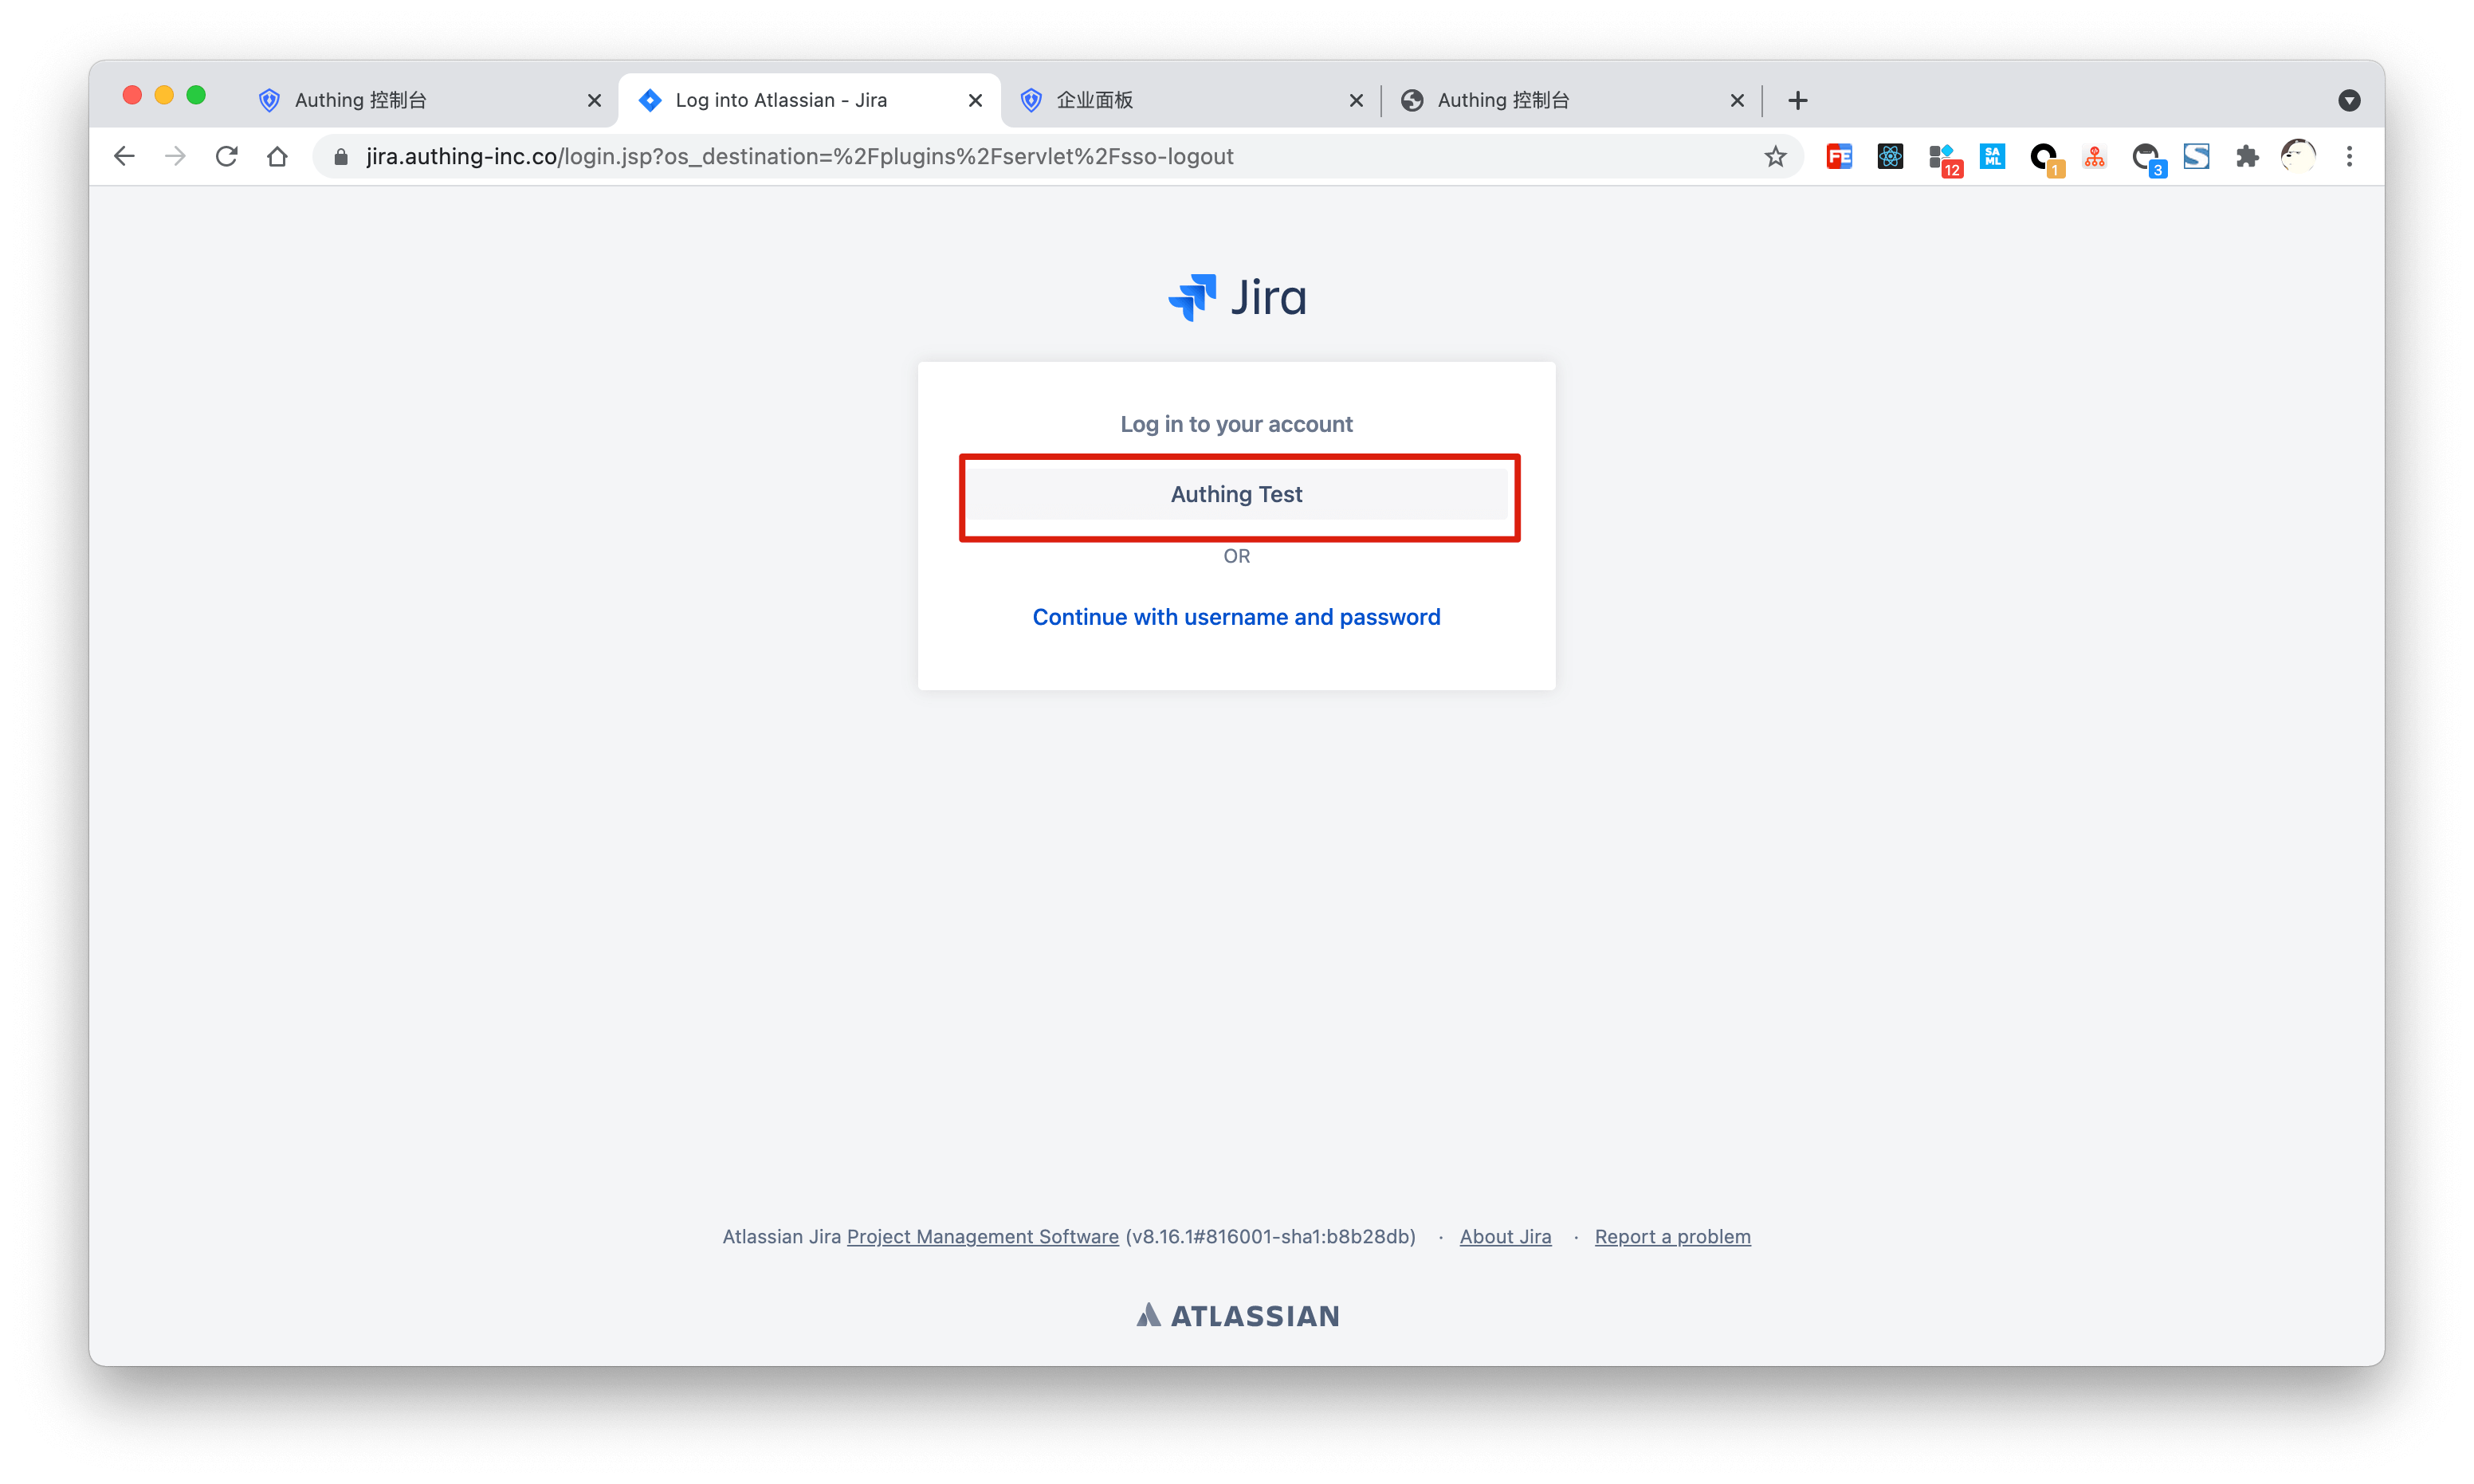 Authing 控制台
Log into Atlassian - Jira
企业面板
Authing 控制台
jira.authing-inc.co/login.jsp?os_destination=%2Fplugins%2Fservlet%2Fsso-logout
FE
12
SA
ML
1
3
Jira
Log in to your account
Authing Test
OR
Continue with username and password
Atlassian Jira Project Management Software (v8.16.1#816001-sha1:b8b28db) · About Jira · Report a problem
ATLASSIAN